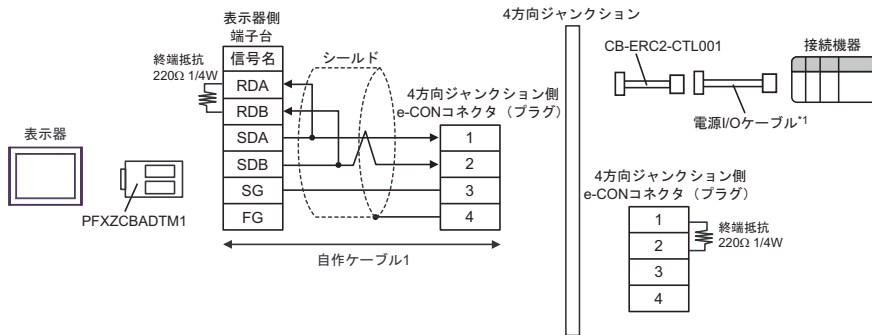 4方向ジャンクション
表示器側
端子台
信号名
シールド
終端抵抗
220Ω 1/4W
RDA
RDB
SDA
SDB
SG
FG
4方向ジャンクション側
e-CONコネクタ（プラグ）
1
2
3
4
表示器
PFXZCBADTM1
自作ケーブル1
CB-ERC2-CTL001
接続機器
電源I/Oケーブル*1
4方向ジャンクション側
e-CONコネクタ（プラグ）
1
2
3
4
終端抵抗
220Ω 1/4W